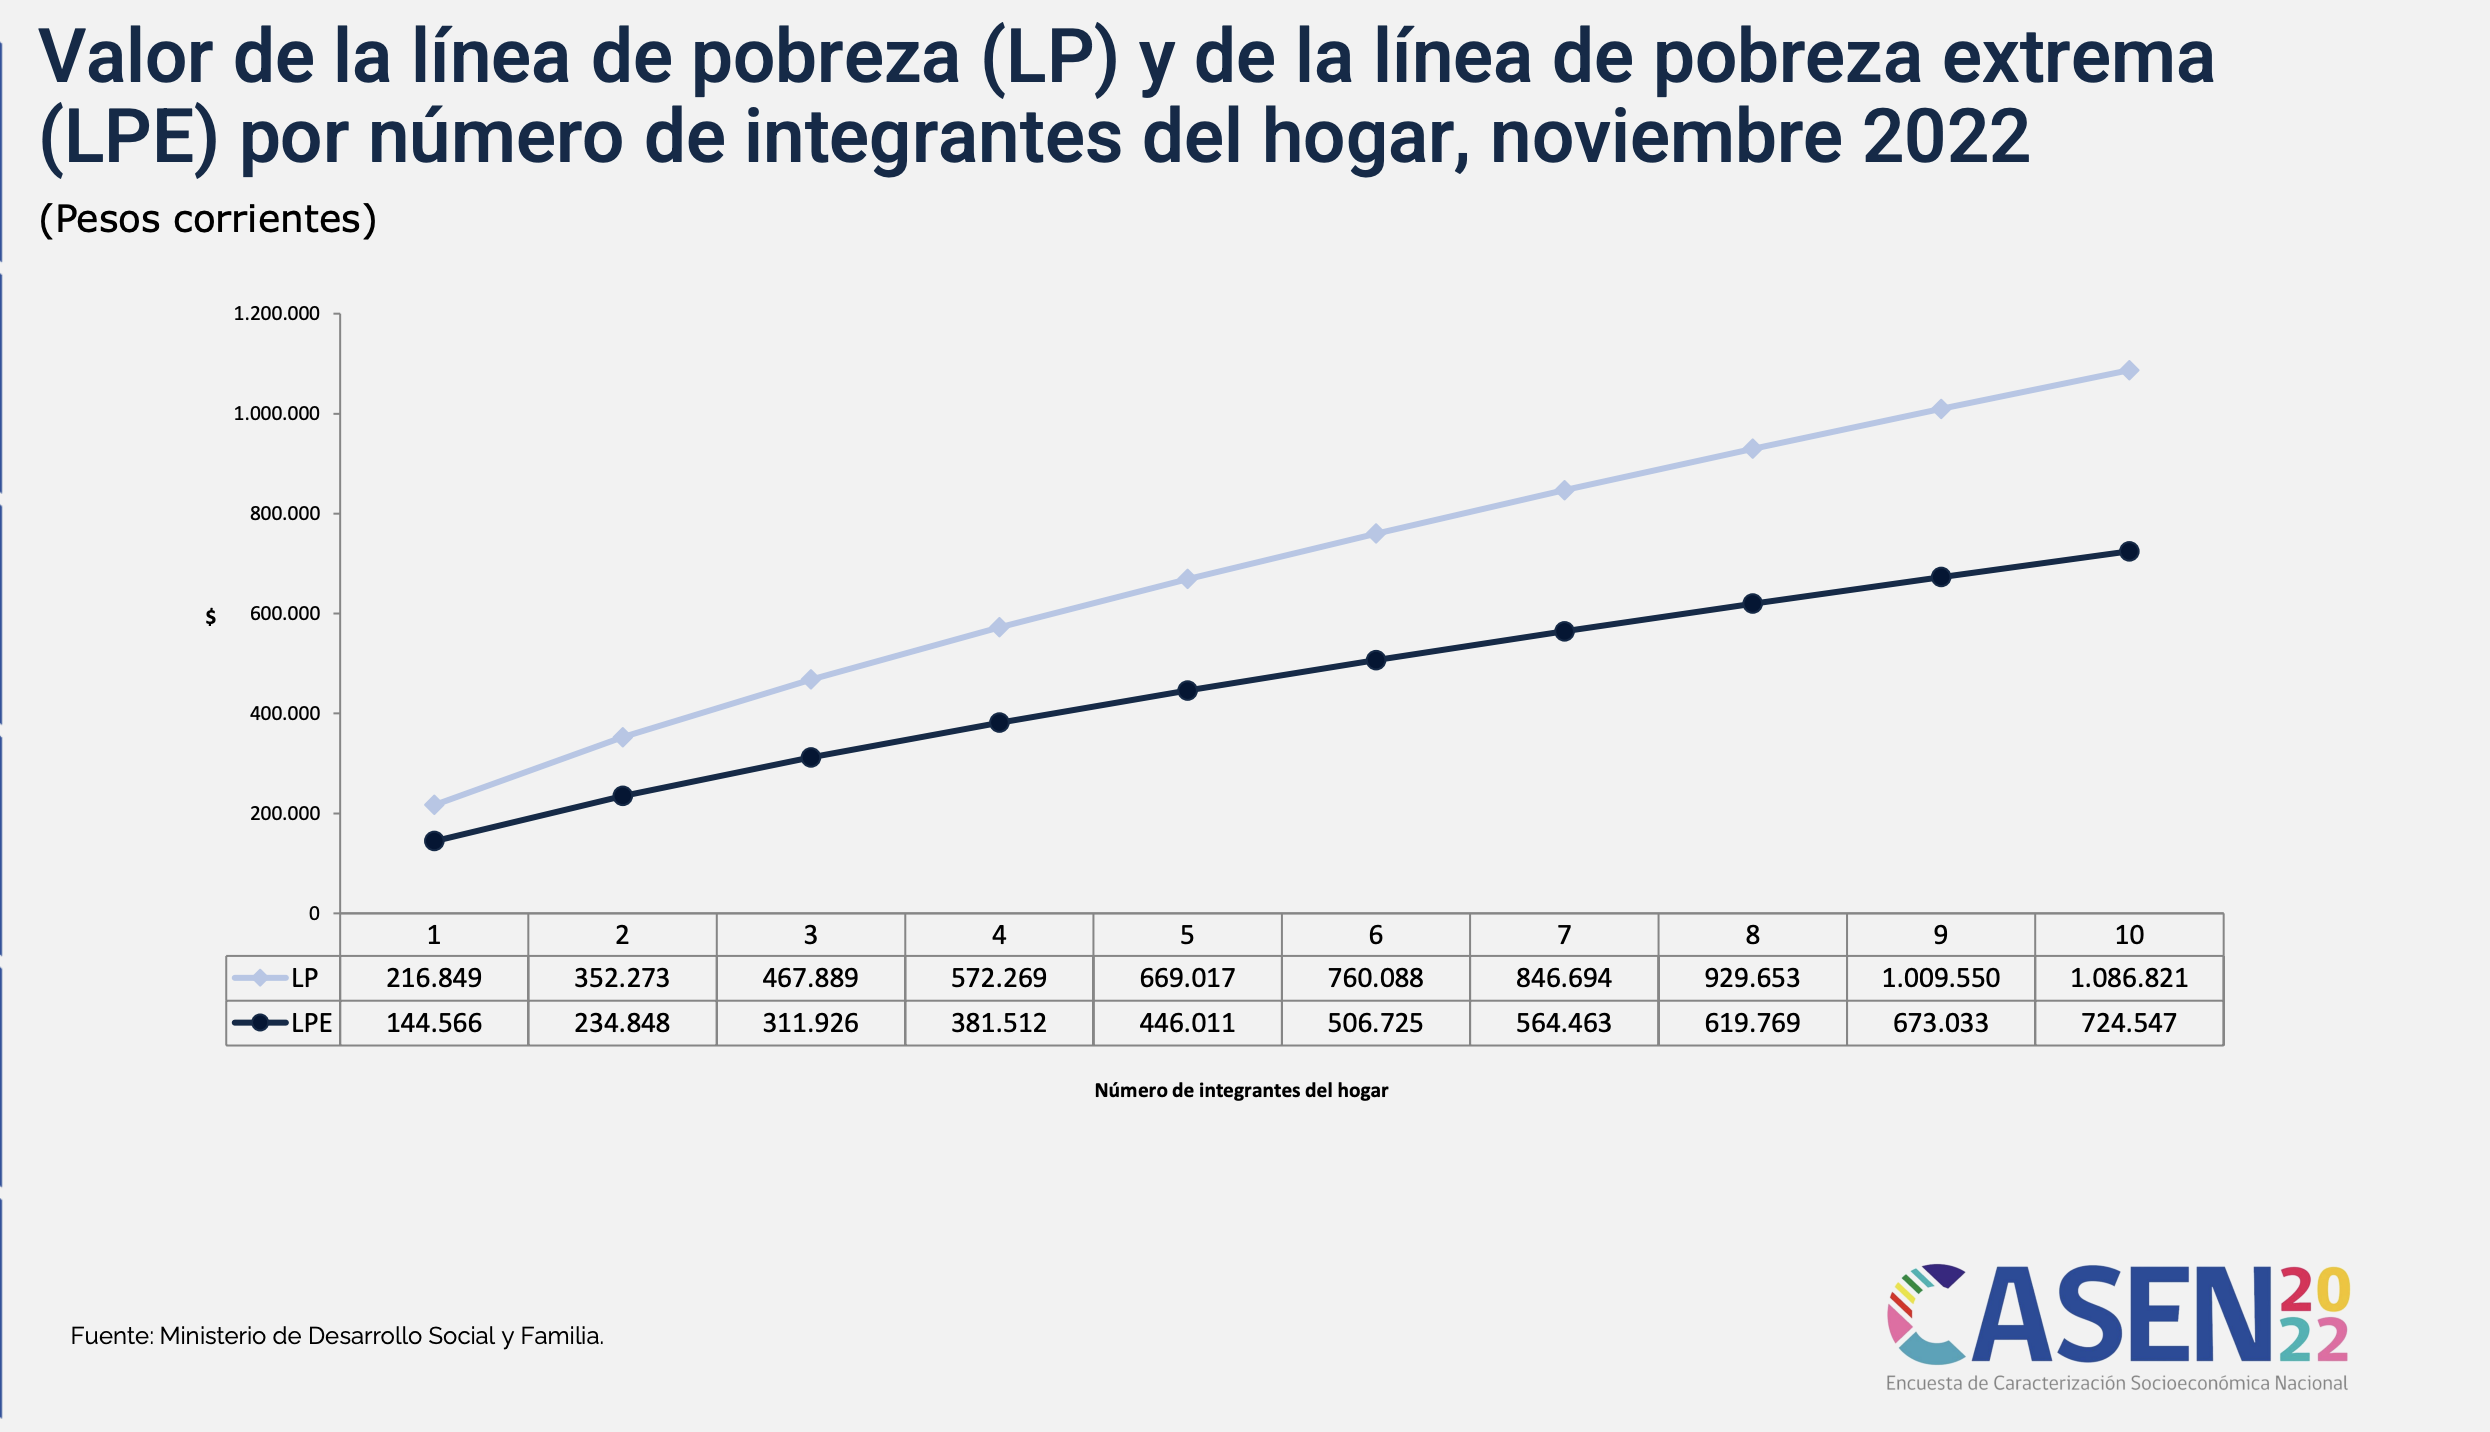 Valor de la línea de pobreza (LP) y de la línea de pobreza extrema
(LPE) por número de integrantes del hogar, noviembre 2022
(Pesos corrientes)
1.200.000
1.000.000
800.000
$ 600.000
400.000
200.000
0
1 2 3 4 5 6 7 8 9 10
LP 216.849 352.273 467.889 572.269 669.017 760.088 846.694 929.653 1.009.550 1.086.821
LPE 144.566 234.848 311.926 381.512 446.011 506.725 564.463 619.769 673.033 724.547
Número de integrantes del hogar
Fuente: Ministerio de Desarrollo Social y Familia.
CASEN 2022
Encuesta de Caracterización Socioeconómica Nacional